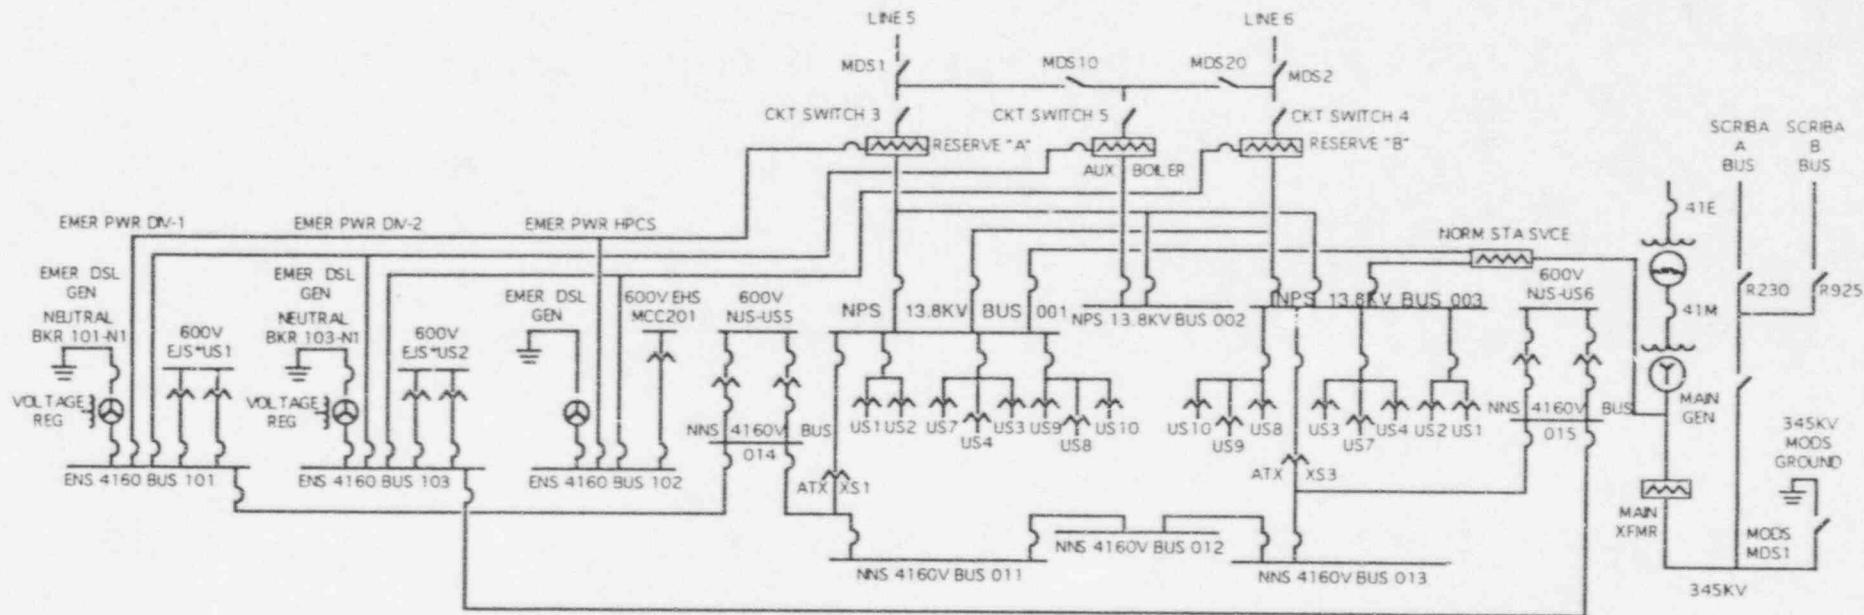 LINE 5
LINE 6
MDS1
MDS10
MDS20
MDS2
CKT SWITCH 3
CKT SWITCH 5
CKT SWITCH 4
RESERVE "A"
AUX BOILER
RESERVE "B"
SCRIBA
A
BUS
SCRIBA
B
BUS
41E
EMER PWR DIV-1
EMER PWR DIV-2
EMER PWR HPCS
NORM STA SVCE
EMER DSL
GEN
NEUTRAL
BKR 101-N1
EMER DSL
GEN
NEUTRAL
BKR 103-N1
EMER DSL
GEN
600V
EJS*US1
600V
EJS*US2
600V EHS
MCC201
600V
NJS-US5
NPS 13.8KV BUS 001
NPS 13.8KV BUS 002
NPS 13.8KV BUS 003
600V
NJS-US6
R230
R925
41M
MAIN
GEN
VOLTAGE
REG
VOLTAGE
REG
US1
US2
US7
US4
US3
US9
US8
US10
US10
US9
US8
US3
US7
US4
US2
US1
NNS 4160V BUS
014
NNS 4160V BUS
015
345KV
MODS
GROUND
ENS 4160 BUS 101
ENS 4160 BUS 103
ENS 4160 BUS 102
ATX XS1
ATX XS3
MAIN
XFMR
MODS
MDS1
NNS 4160V BUS 011
NNS 4160V BUS 012
NNS 4160V BUS 013
345KV